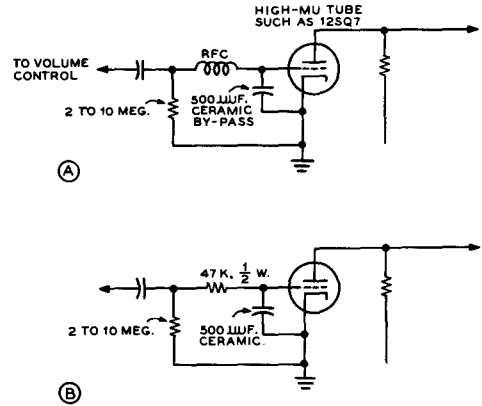 HIGH-MU TUBE
SUCH AS 12SQ7
TO VOLUME
CONTROL
RFC
2 TO 10 MEG.
500 µµF.
CERAMIC
BY-PASS
A
47K, 1/2 W.
2 TO 10 MEG.
500 µµF.
CERAMIC.
B